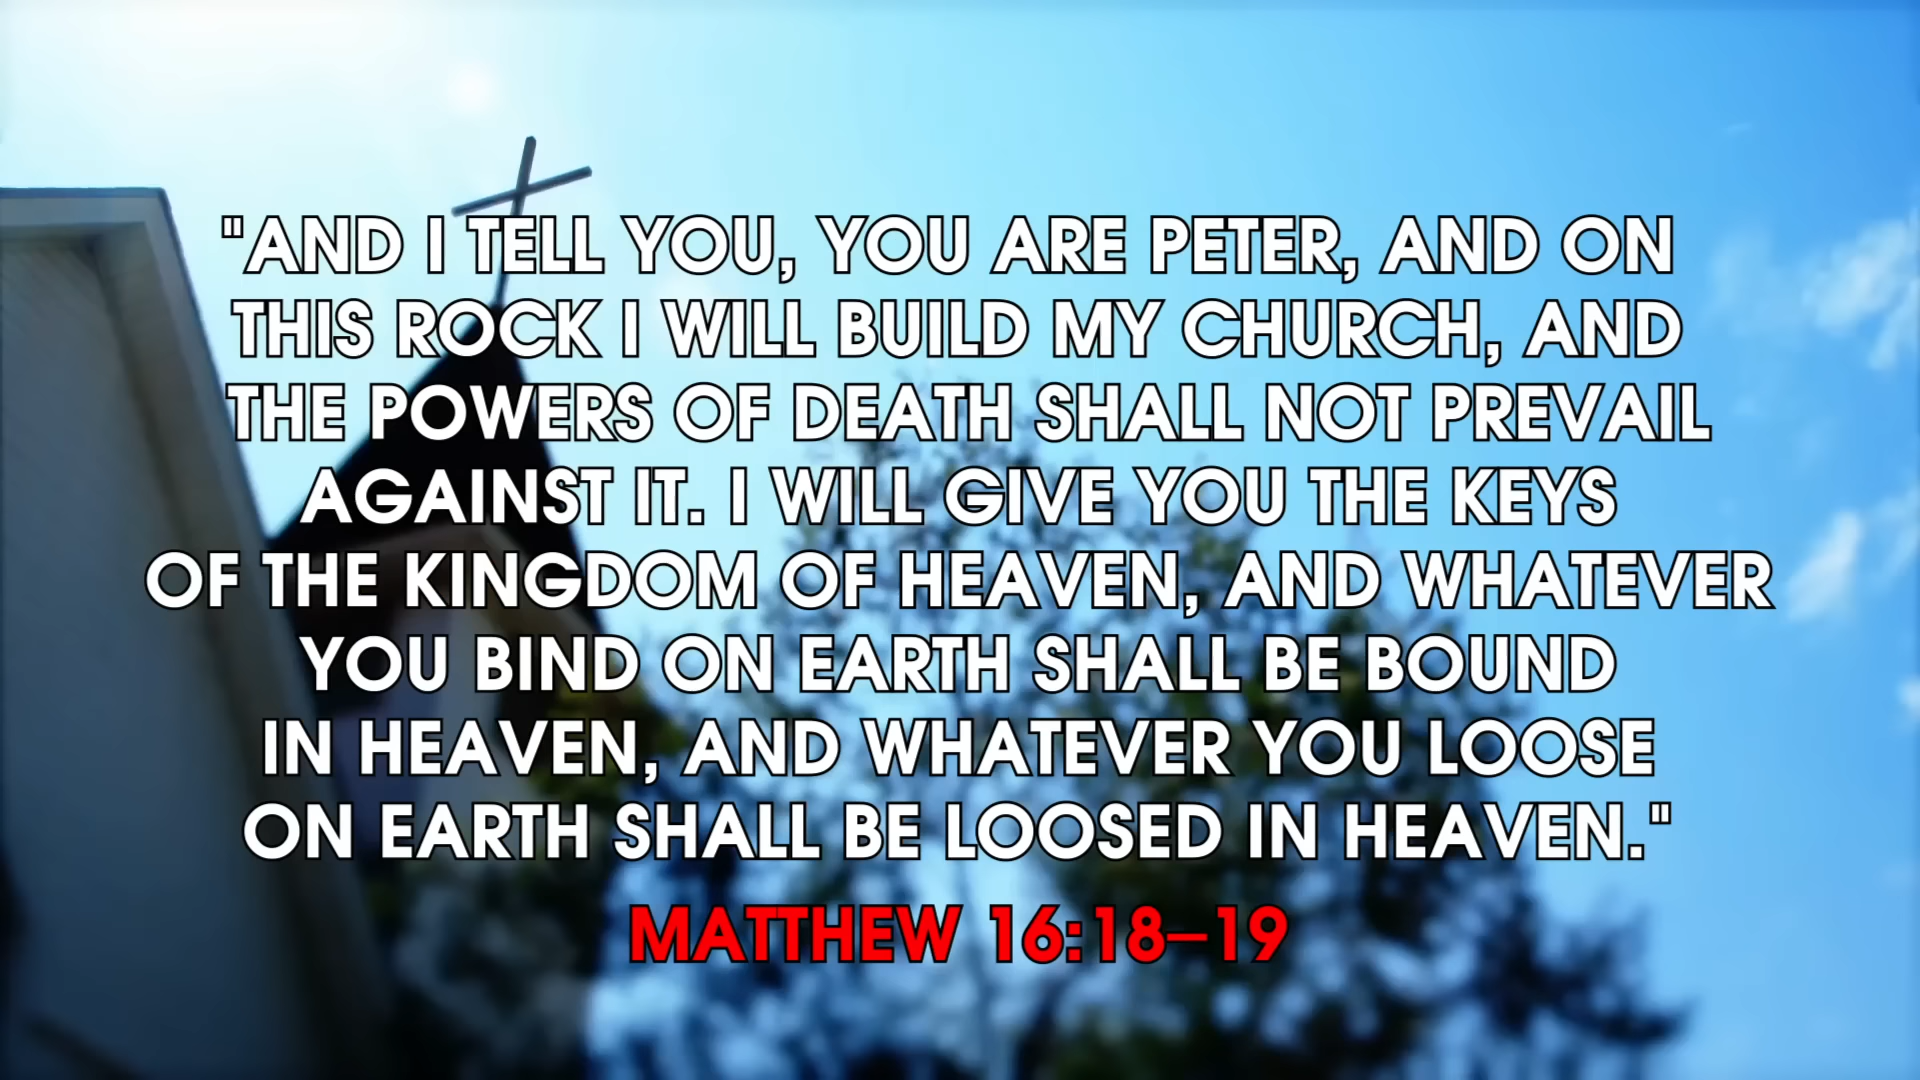 "AND I TELL YOU, YOU ARE PETER, AND ON
THIS ROCK I WILL BUILD MY CHURCH, AND
THE POWERS OF DEATH SHALL NOT PREVAIL
AGAINST IT. I WILL GIVE YOU THE KEYS
OF THE KINGDOM OF HEAVEN, AND WHATEVER
YOU BIND ON EARTH SHALL BE BOUND
IN HEAVEN, AND WHATEVER YOU LOOSE
ON EARTH SHALL BE LOOSED IN HEAVEN."
MATTHEW 16:18–19